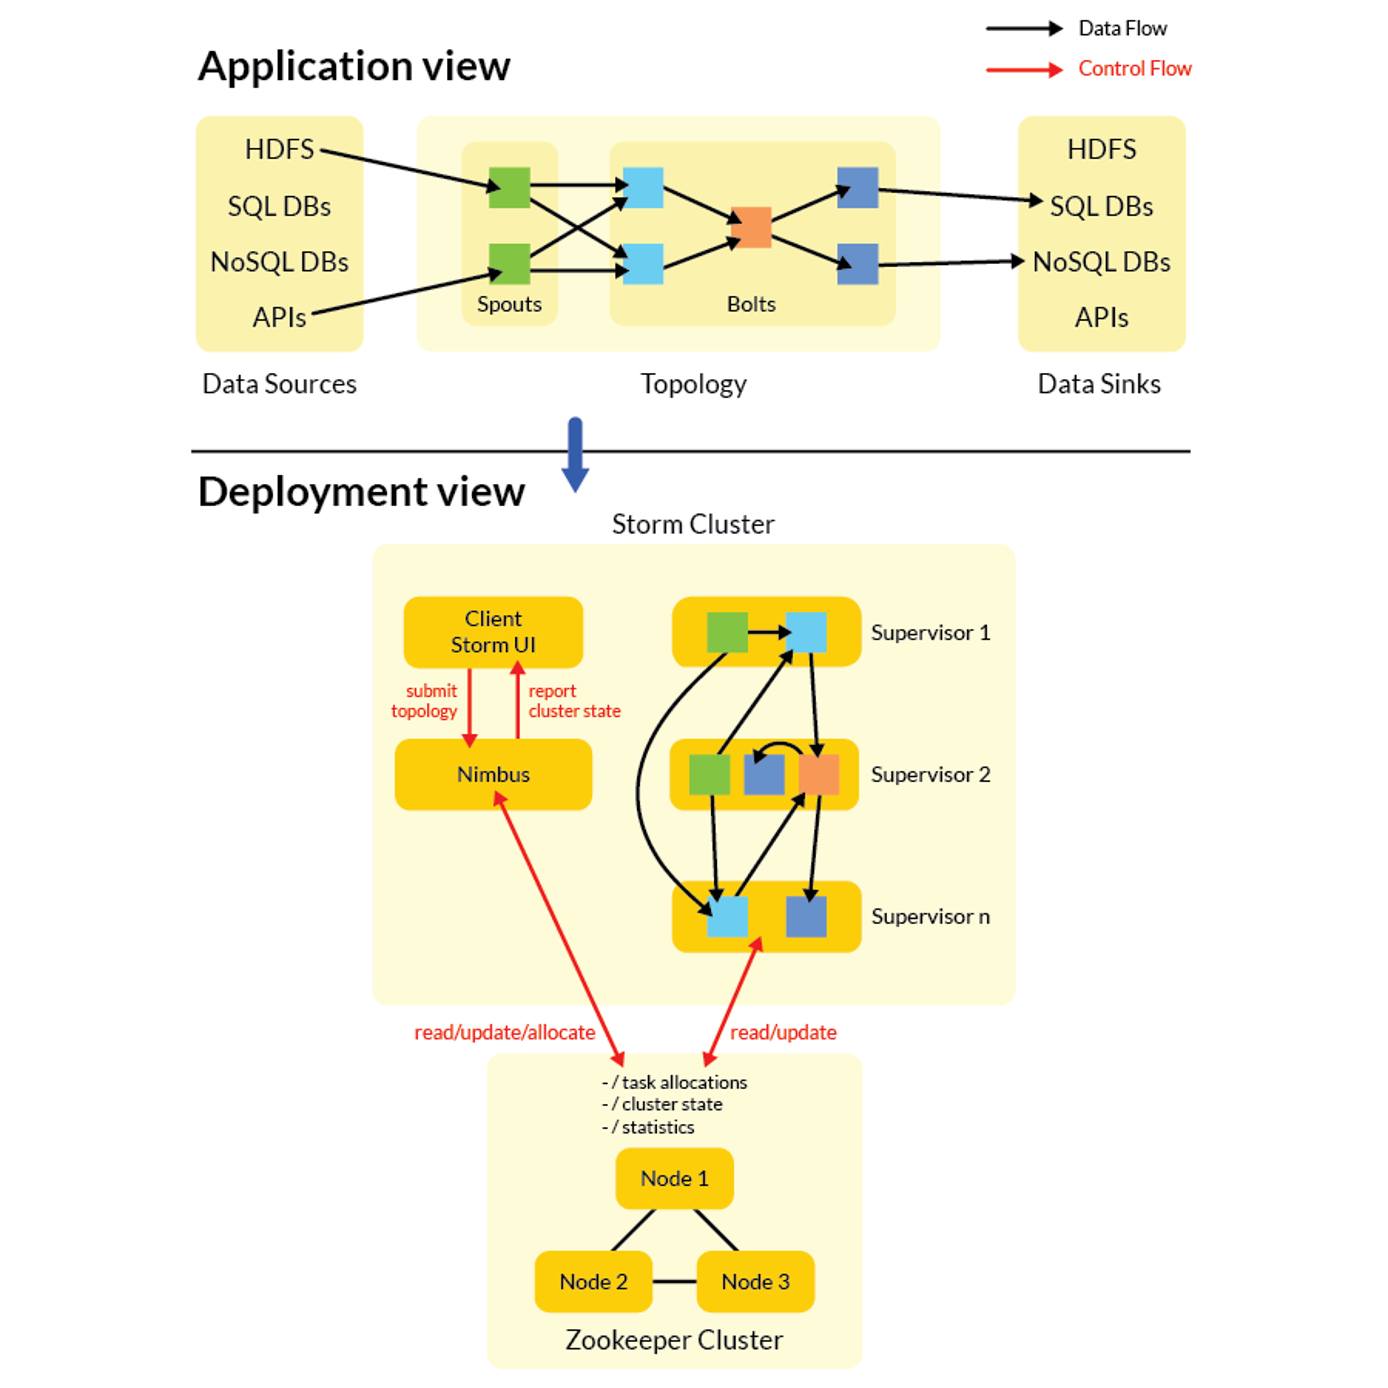 Data Flow
Control Flow
Application view
HDFS
SQL DBs
NoSQL DBs
APIs
Data Sources
Spouts
Bolts
Topology
HDFS
SQL DBs
NoSQL DBs
APIs
Data Sinks
Deployment view
Storm Cluster
Client
Storm UI
submit
topology
report
cluster state
Nimbus
Supervisor 1
Supervisor 2
Supervisor n
read/update/allocate
read/update
- / task allocations
- / cluster state
- / statistics
Node 1
Node 2
Node 3
Zookeeper Cluster